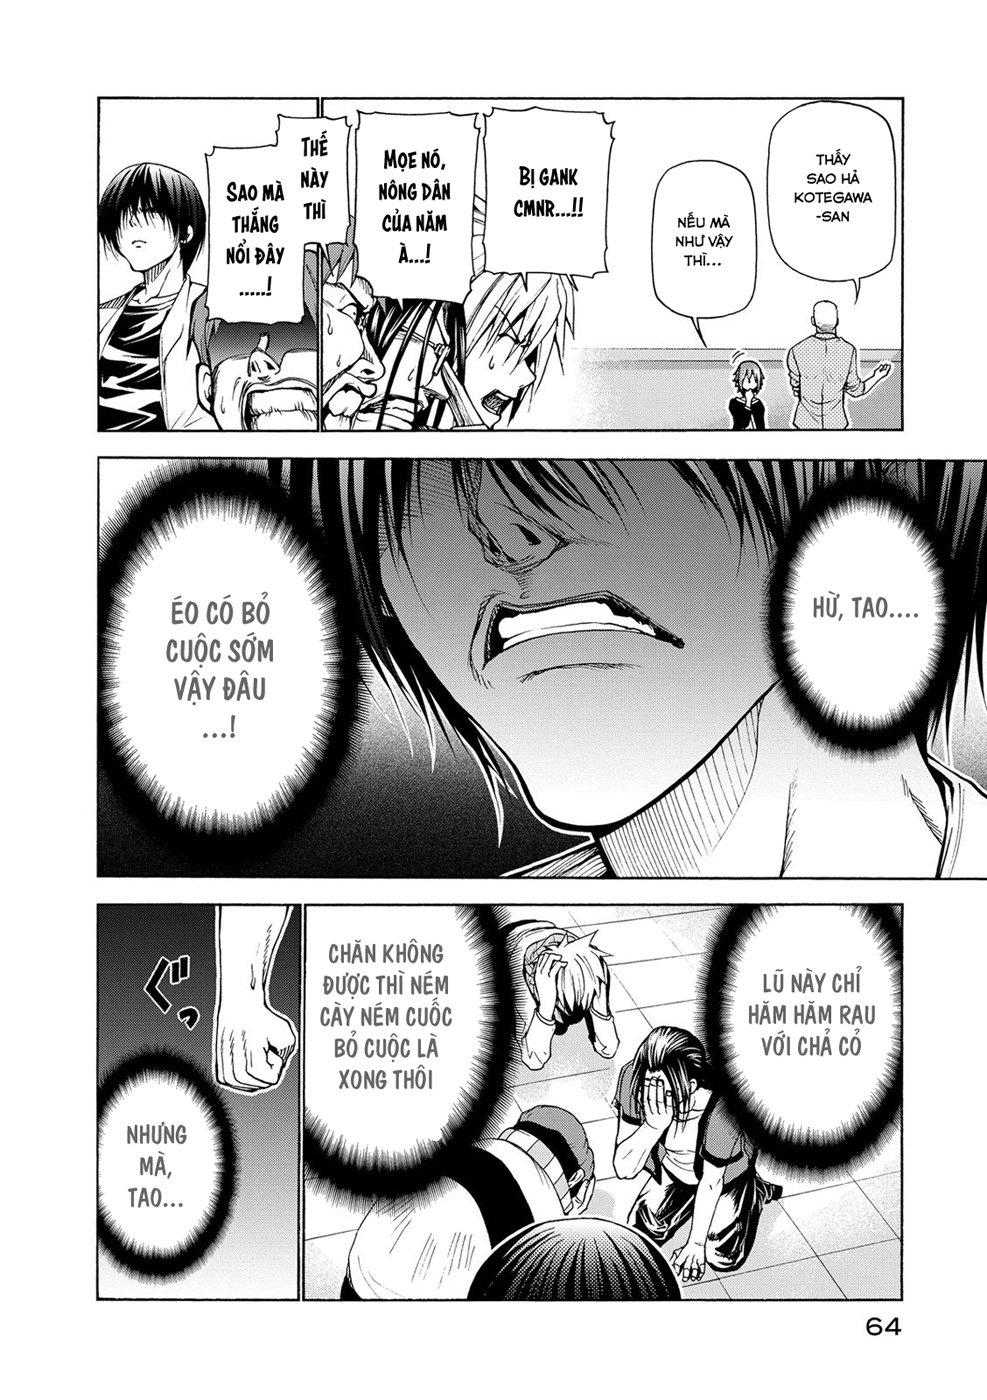 THẤY
SAO HẢ
KOTEGAWA
-SAN
NẾU MÀ
NHƯ VẬY
THÌ...
BỊ GANK
CMNR...!!
MỌE NÓ,
NÔNG DÂN
CỦA NĂM
À...!
THẾ
NÀY THÌ
SAO MÀ
THẮNG
NỔI ĐÂY
.....!
HỪ, TAO....
ÉO CÓ BỎ
CUỘC SỚM
VẬY ĐÂU
...!
LŨ NÀY CHỈ
HĂM HĂM RAU
VỚI CHẢ CỎ
CHĂN KHÔNG
ĐƯỢC THÌ NÉM
CÀY NÉM CUỐC
BỎ CUỘC LÀ
XONG THÔI
ぐっ
NHƯNG
MÀ,
TAO...
64